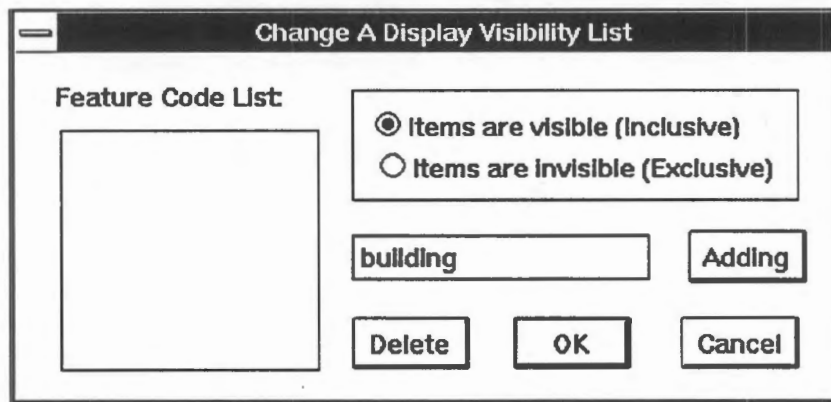 Change A Display Visibility List
Feature Code List:
Items are visible (Inclusive)
Items are invisible (Exclusive)
building
Adding
Delete
OK
Cancel